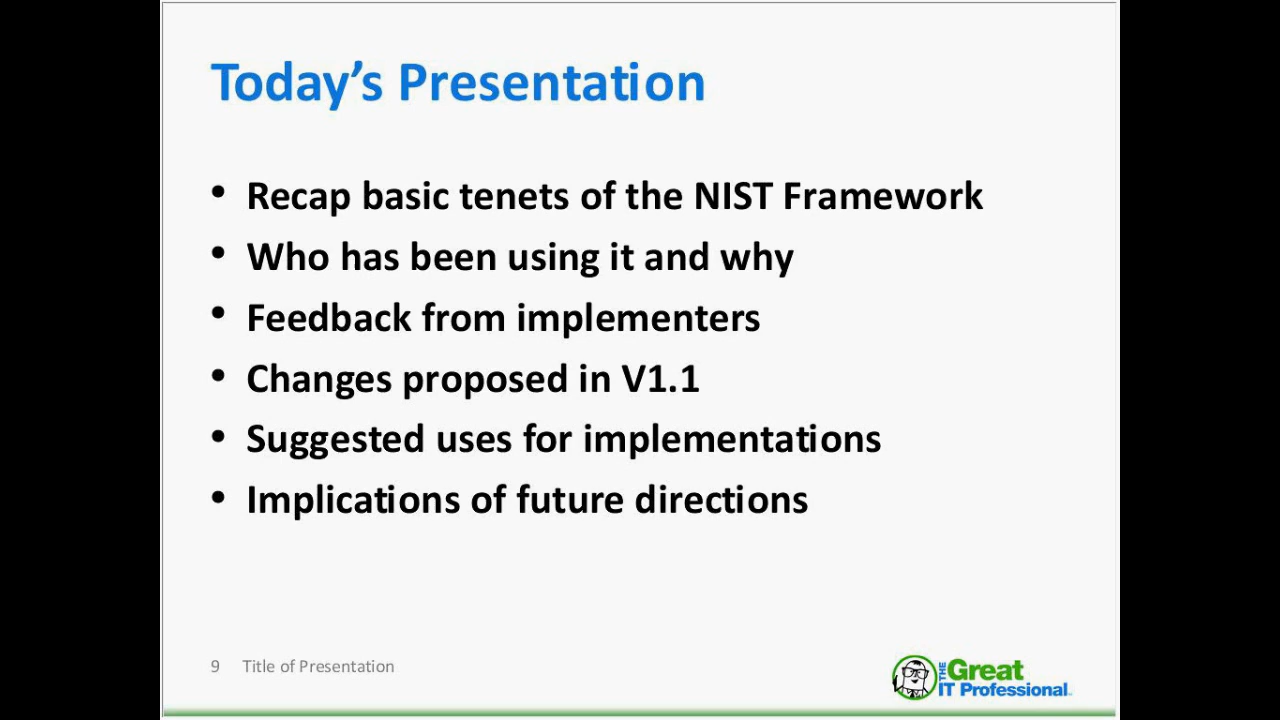 Today’s Presentation
• Recap basic tenets of the NIST Framework
• Who has been using it and why
• Feedback from implementers
• Changes proposed in V1.1
• Suggested uses for implementations
• Implications of future directions
9 Title of Presentation
THE Great
IT Professional